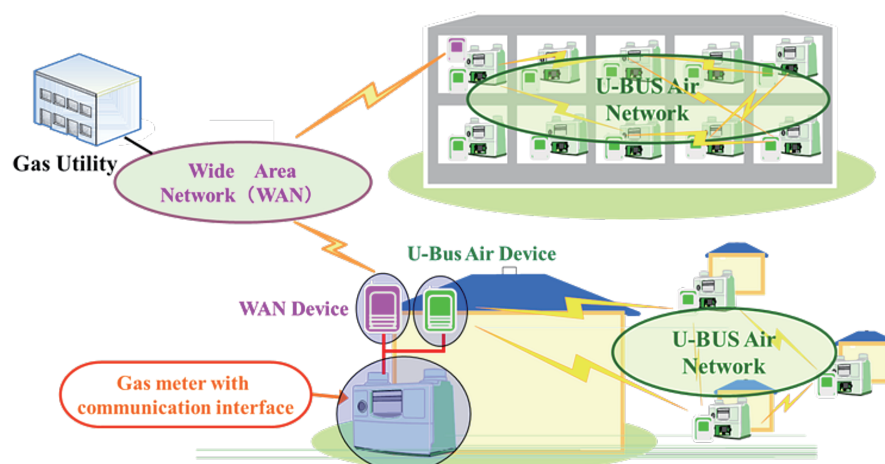 U-BUS Air
Network
Gas Utility
Wide Area
Network（WAN）
U-Bus Air Device
WAN Device
U-BUS Air
Network
Gas meter with
communication interface